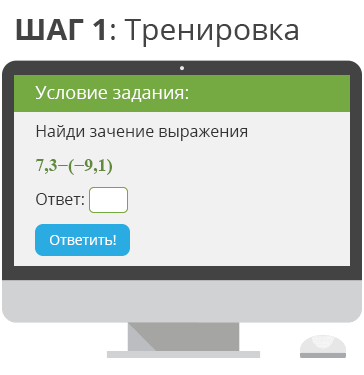 ШАГ 1: Тренировка
Условие задания:
Найди зачение выражения
7,3−(−9,1)
Ответ:
Ответить!